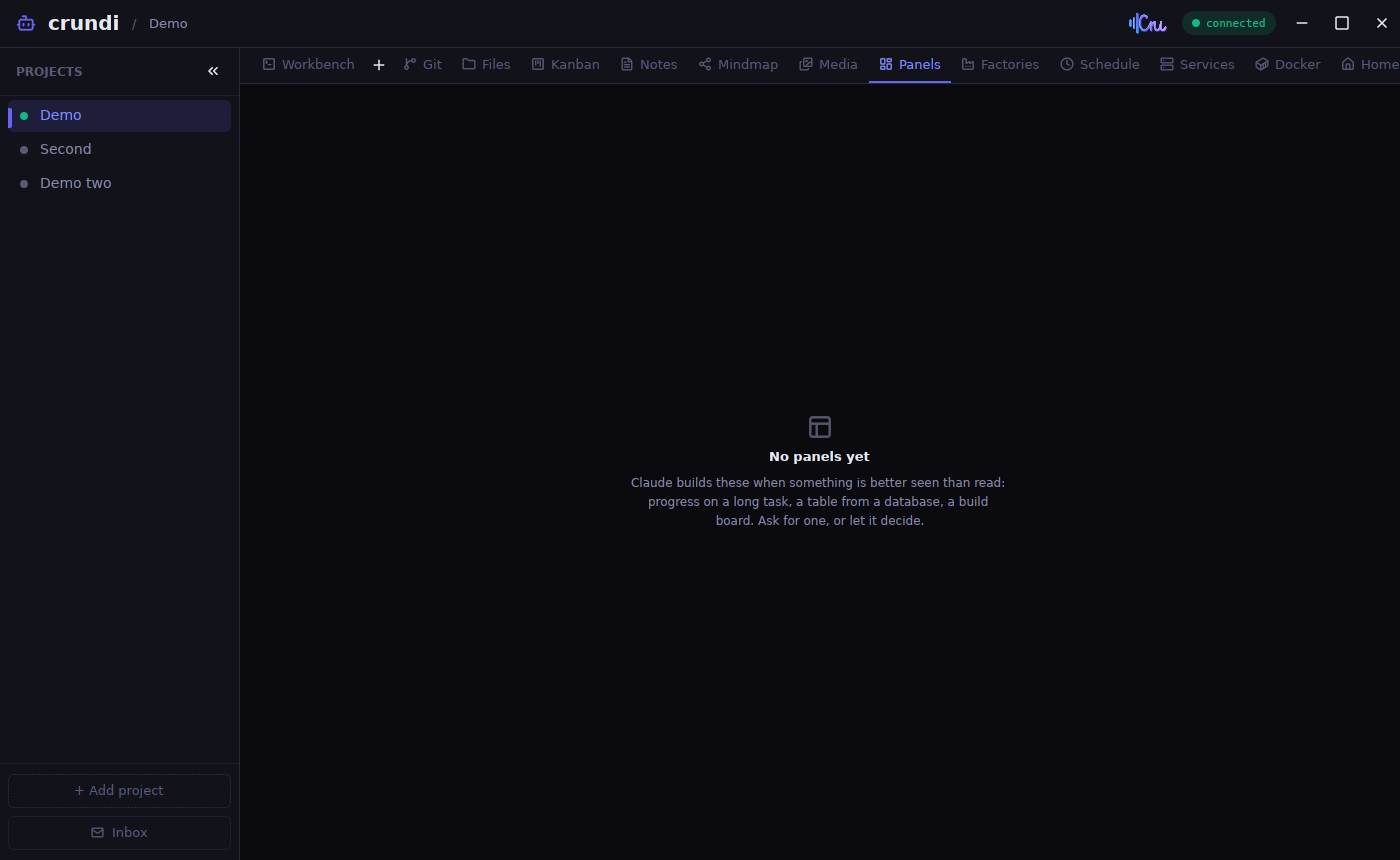 crundi / Demo
Cru
connected
PROJECTS
Workbench + Git Files Kanban Notes Mindmap Media Panels Factories Schedule Services Docker Home
Demo
Second
Demo two
No panels yet
Claude builds these when something is better seen than read:
progress on a long task, a table from a database, a build
board. Ask for one, or let it decide.
+ Add project
Inbox